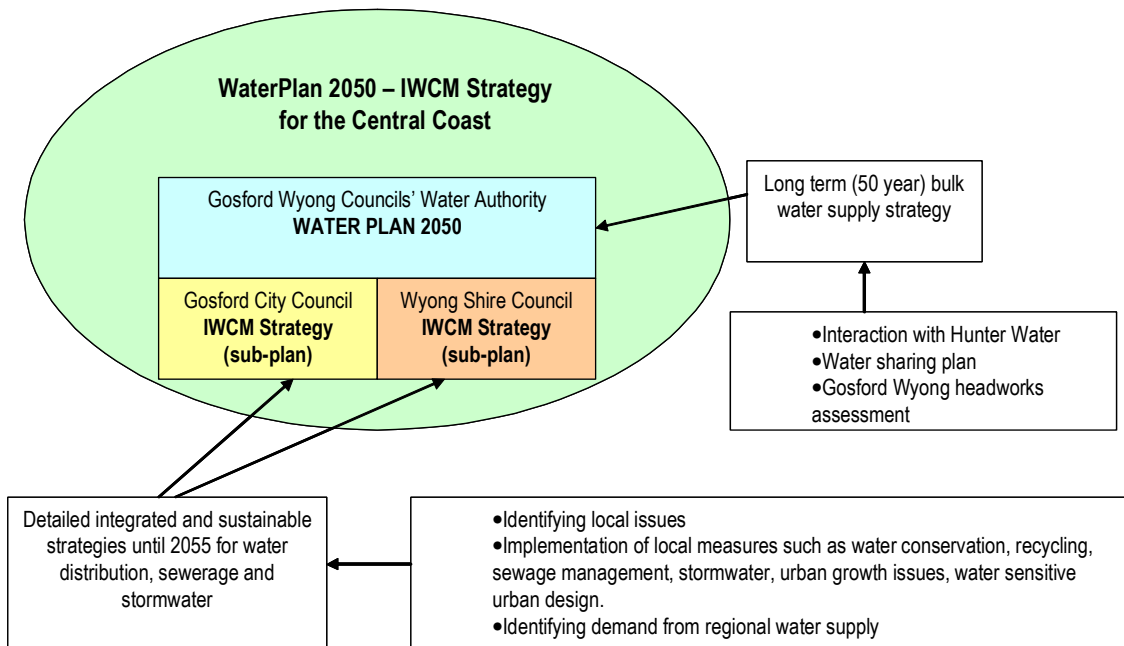 WaterPlan 2050 – IWCM Strategy
for the Central Coast
Gosford Wyong Councils’ Water Authority
WATER PLAN 2050
Gosford City Council
IWCM Strategy
(sub-plan)
Wyong Shire Council
IWCM Strategy
(sub-plan)
Long term (50 year) bulk
water supply strategy
•Interaction with Hunter Water
•Water sharing plan
•Gosford Wyong headworks
assessment
Detailed integrated and sustainable
strategies until 2055 for water
distribution, sewerage and
stormwater
•Identifying local issues
•Implementation of local measures such as water conservation, recycling,
sewage management, stormwater, urban growth issues, water sensitive
urban design.
•Identifying demand from regional water supply